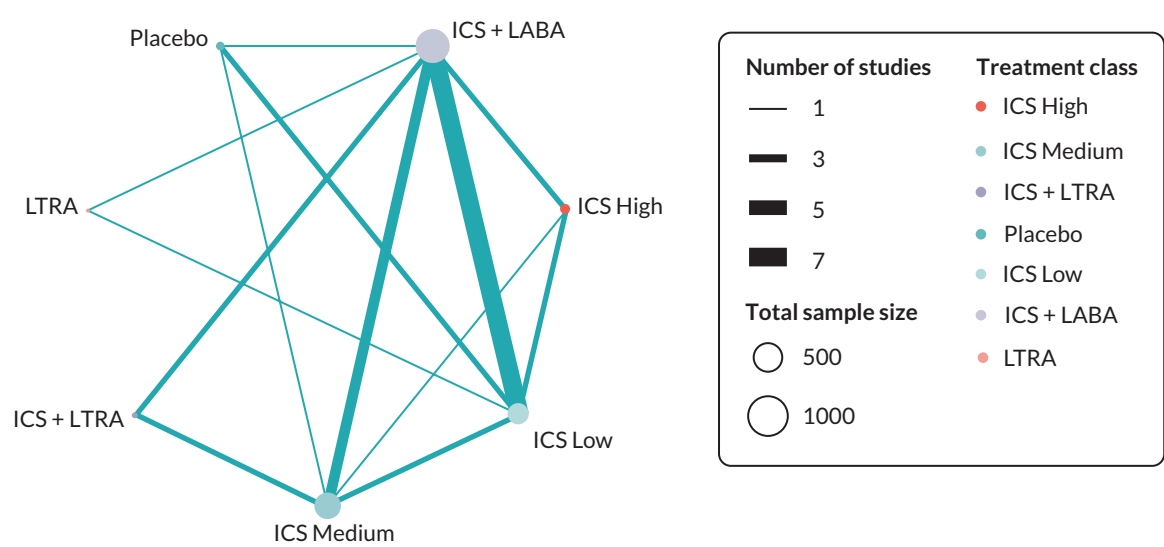 Placebo
ICS + LABA
LTRA
ICS High
ICS + LTRA
ICS Low
ICS Medium
Number of studies
1
3
5
7
Total sample size
500
1000
Treatment class
ICS High
ICS Medium
ICS + LTRA
Placebo
ICS Low
ICS + LABA
LTRA